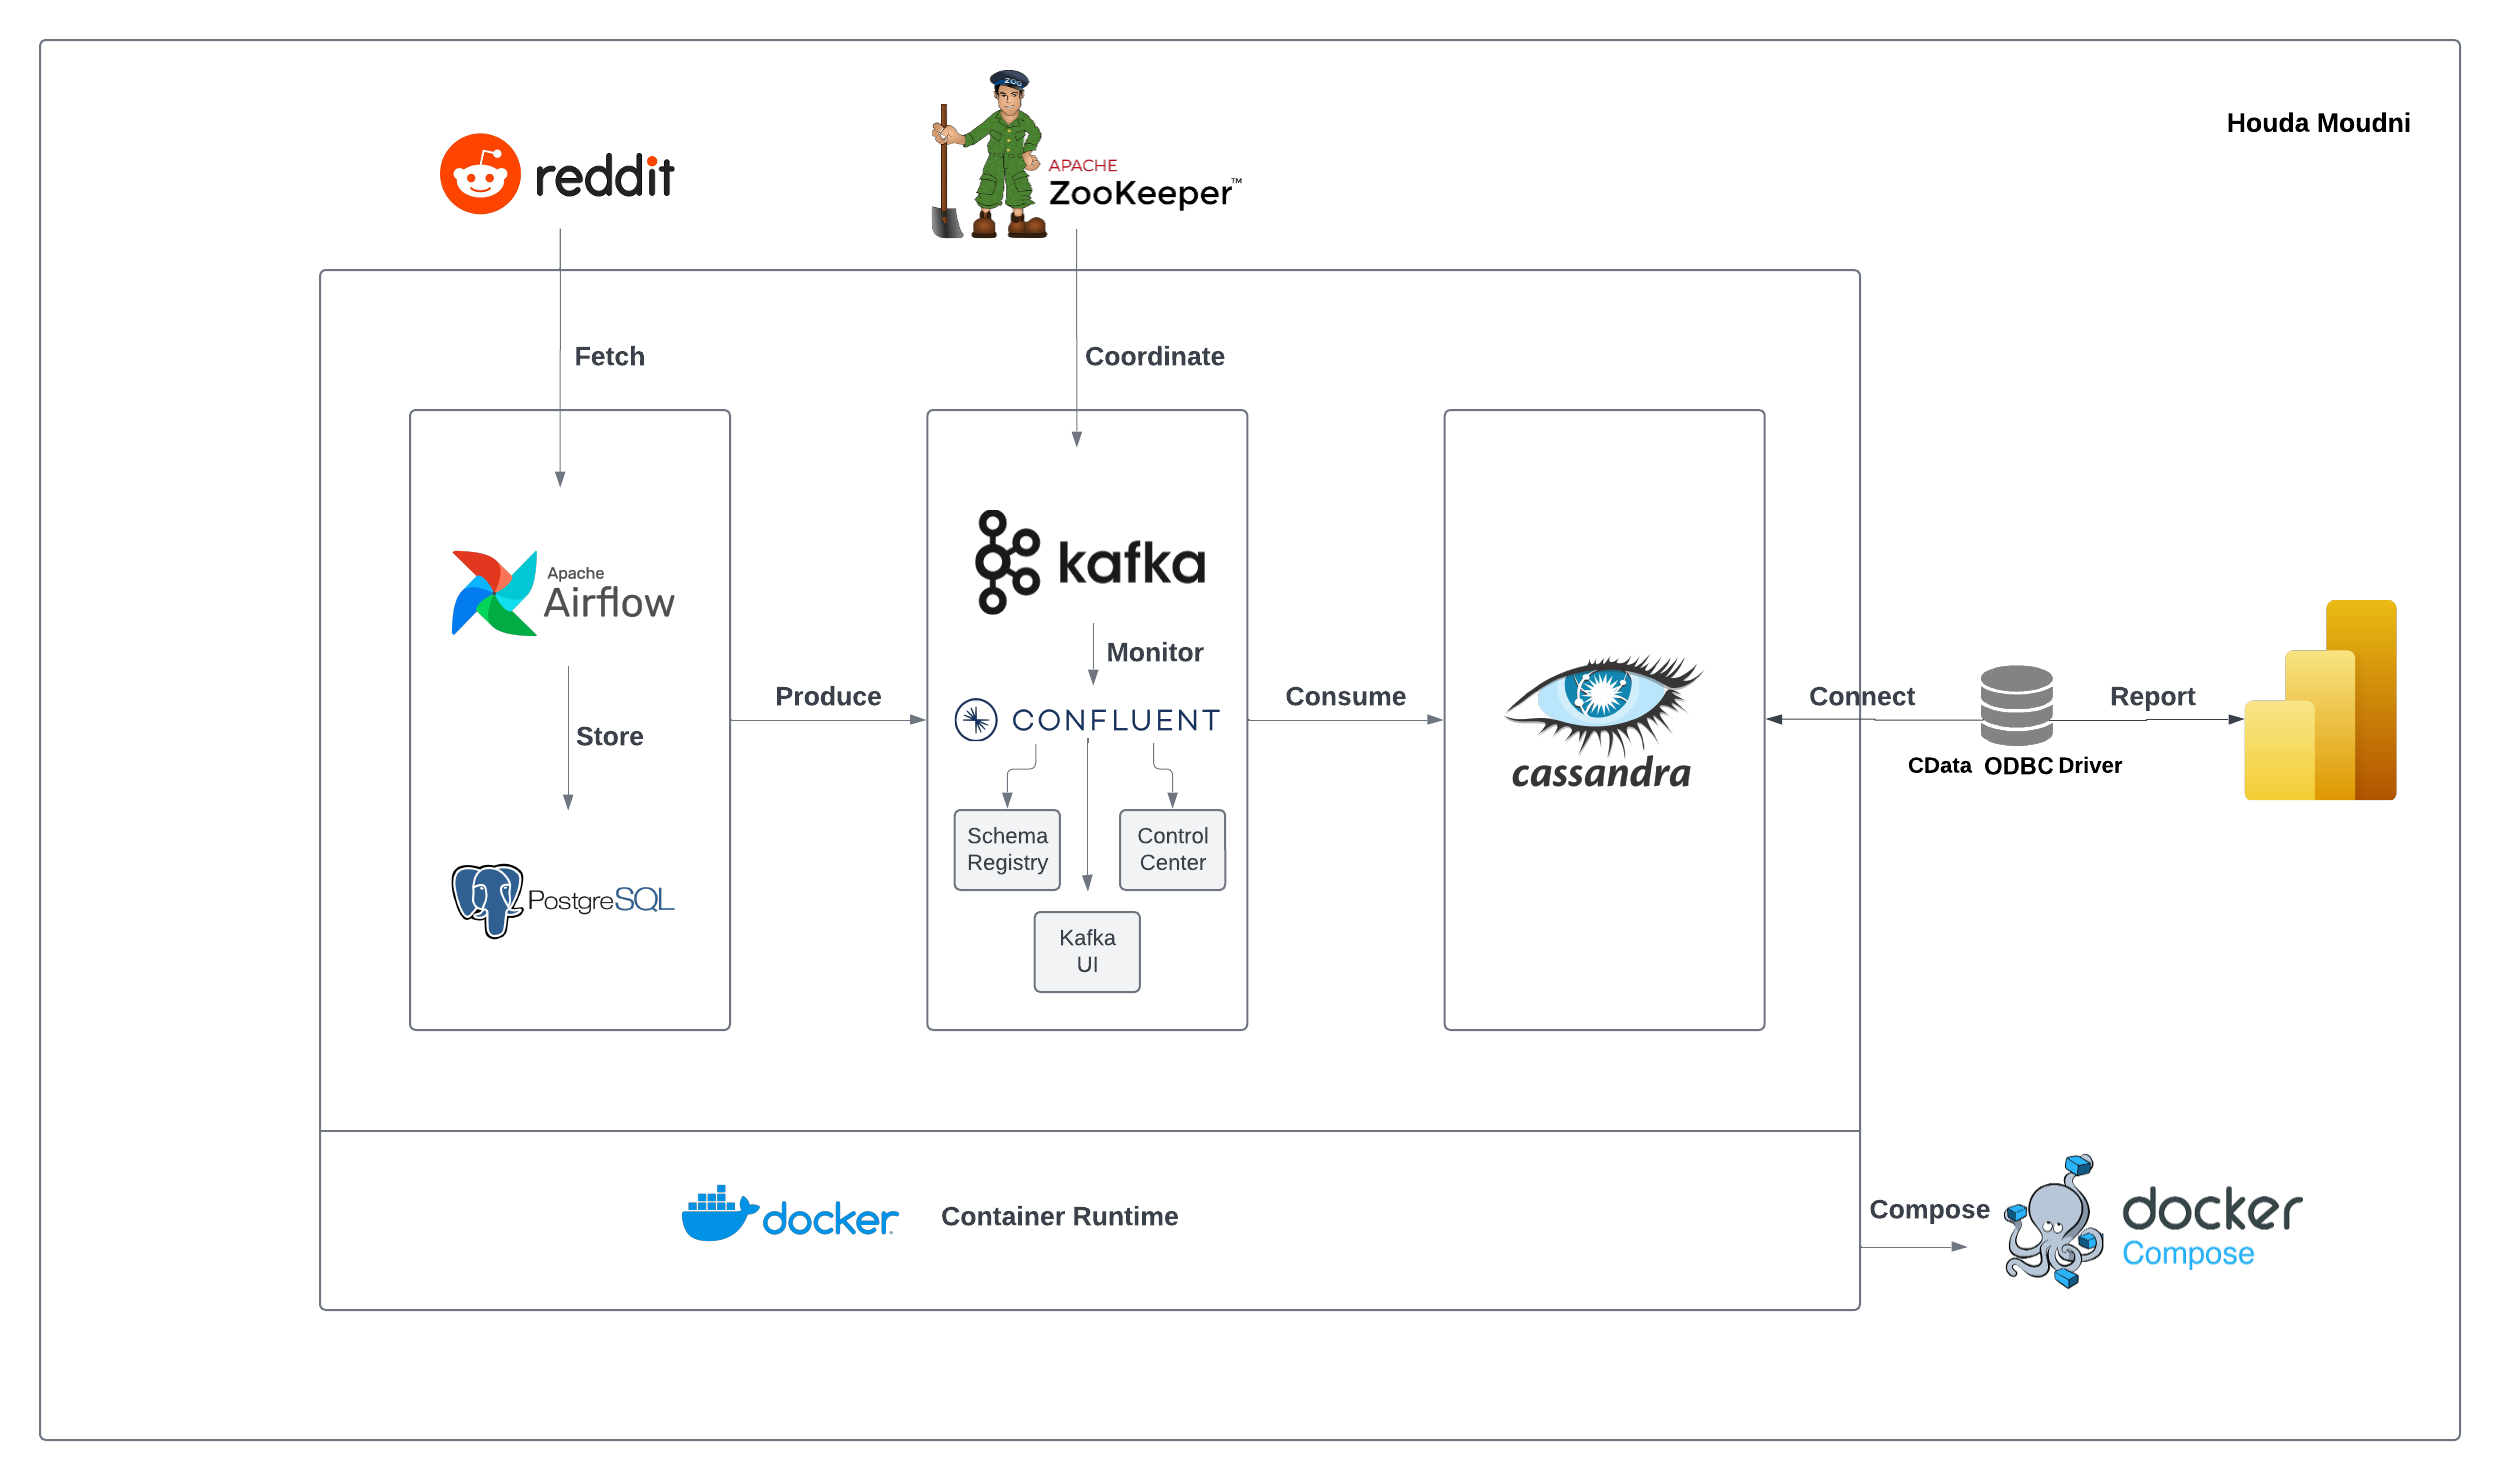 Houda Moudni
reddit
ZOO
APACHE
ZooKeeper™
Fetch
Coordinate
Apache
Airflow
kafka
Monitor
Produce
CONFLUENT
Consume
Connect
Report
Store
cassandra
CData ODBC Driver
Schema
Registry
Control
Center
PostgreSQL
Kafka
UI
docker
Container Runtime
Compose
docker
Compose